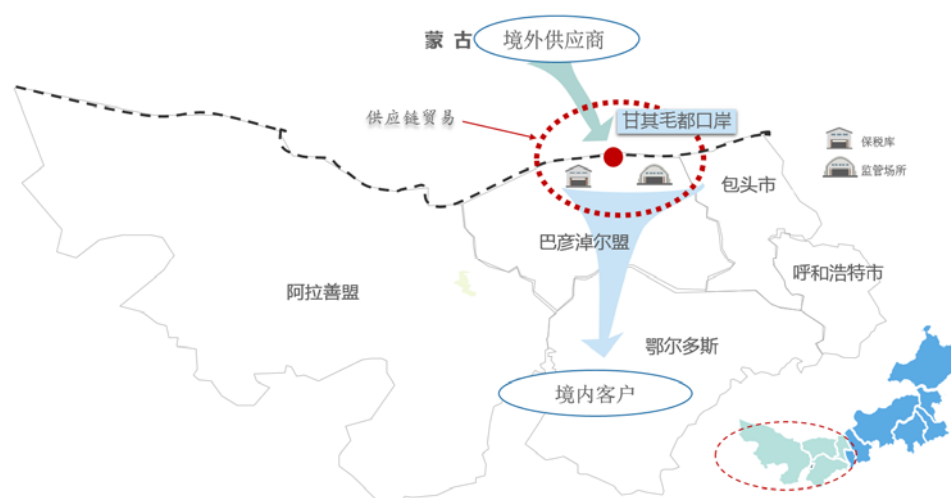 蒙古
境外供应商
供应链贸易
甘其毛都口岸
保税库
监管场所
包头市
巴彦淖尔盟
呼和浩特市
阿拉善盟
鄂尔多斯
境内客户